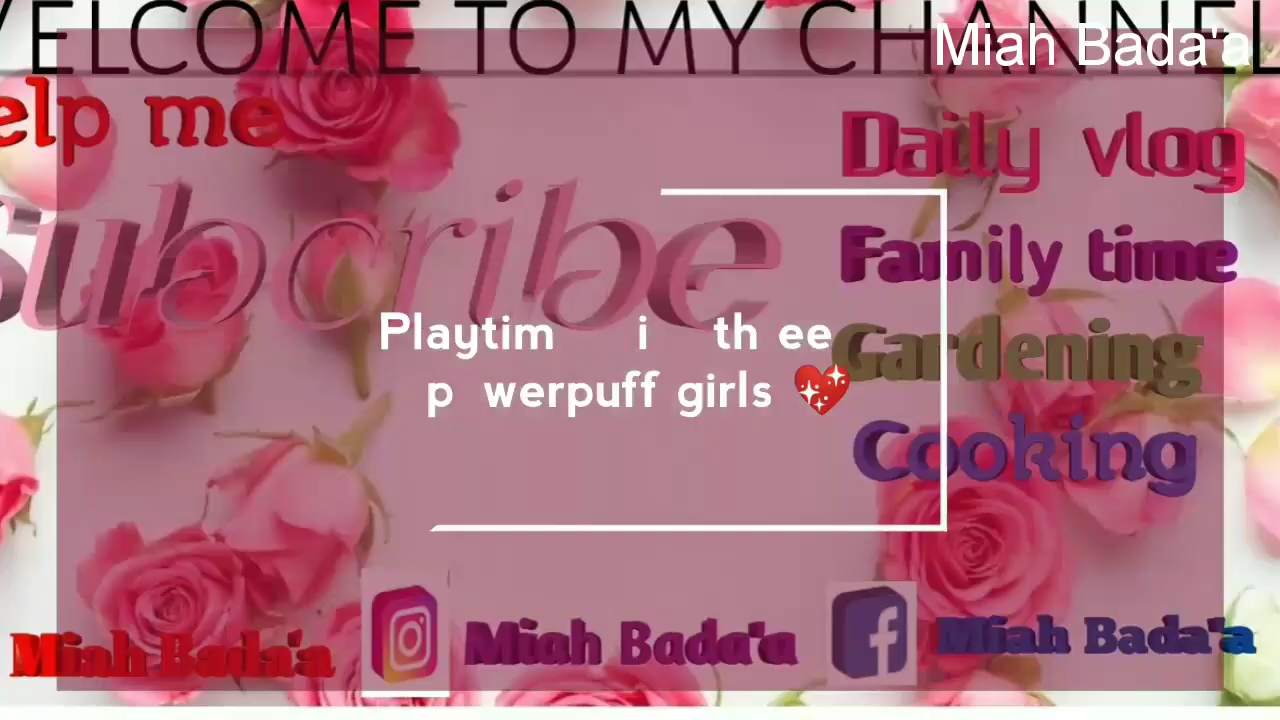 WELCOME TO MY CHANNEL
Miah Bada'a
elp me
Subcribe
Daily vlog
Family time
Gardening
Cooking
Playtim i th ee
p werpuff girls 💖
Miah Bada'a
Miah Bada'a
Miah Bada'a